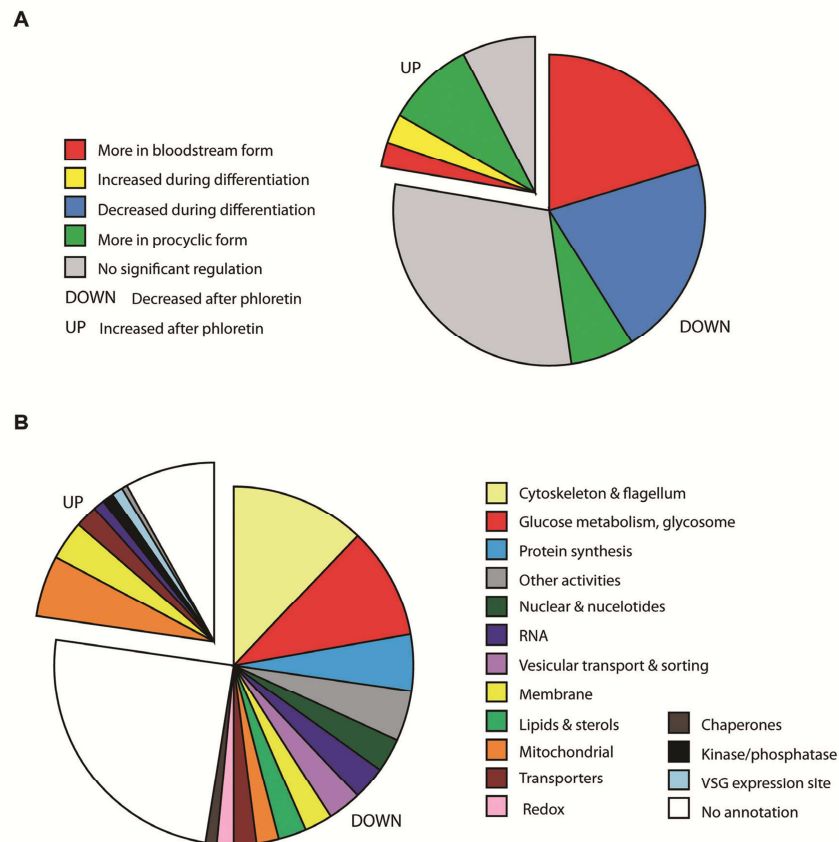 A
UP
More in bloodstream form
Increased during differentiation
Decreased during differentiation
More in procyclic form
No significant regulation
DOWN Decreased after phloretin
UP Increased after phloretin
DOWN
B
UP
DOWN
Cytoskeleton & flagellum
Glucose metabolism, glycosome
Protein synthesis
Other activities
Nuclear & nucelotides
RNA
Vesicular transport & sorting
Membrane
Lipids & sterols
Mitochondrial
Transporters
Redox
Chaperones
Kinase/phosphatase
VSG expression site
No annotation